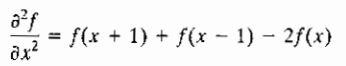 ∂²f/∂x² = f(x + 1) + f(x − 1) − 2f(x)